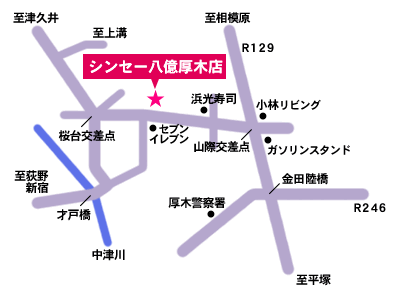 至津久井
至相模原
至上溝
R129
シンセー八億厚木店
浜光寿司
小林リビング
桜台交差点
セブン
イレブン
山際交差点
ガソリンスタンド
至荻野
新宿
金田陸橋
厚木警察署
R246
才戸橋
中津川
至平塚